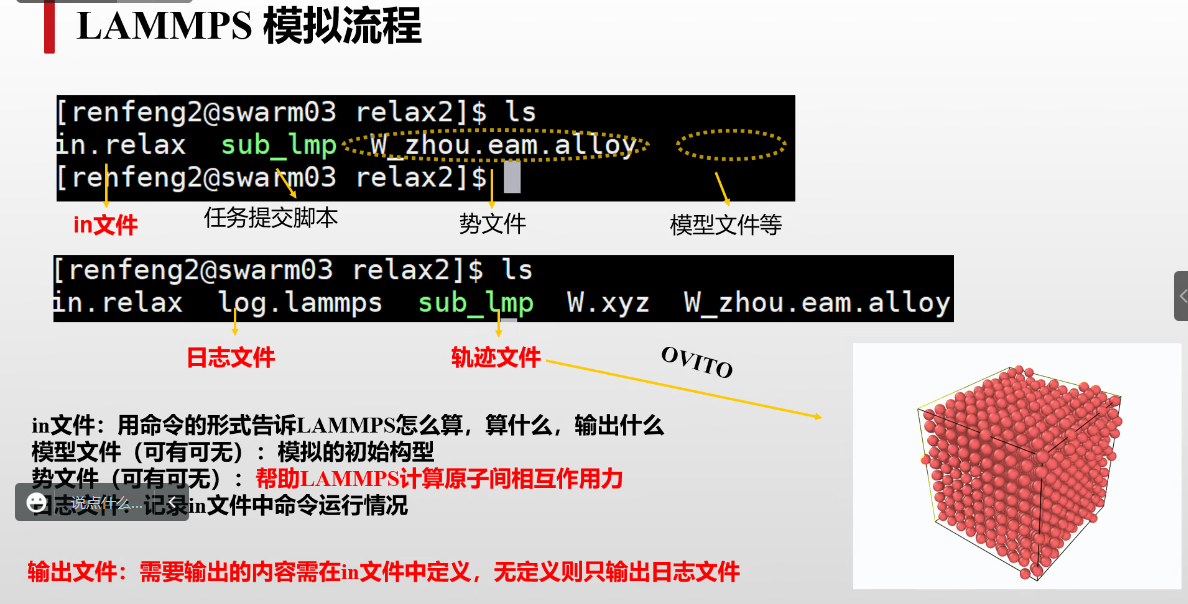 LAMMPS 模拟流程
[renfeng2@swarm03 relax2]$ ls
in.relax sub_lmp W_zhou.eam.alloy
[renfeng2@swarm03 relax2]$
in文件 任务提交脚本 势文件 模型文件等
[renfeng2@swarm03 relax2]$ ls
in.relax log.lammps sub_lmp W.xyz W_zhou.eam.alloy
日志文件 轨迹文件 OVITO
in文件：用命令的形式告诉LAMMPS怎么算，算什么，输出什么
模型文件（可有可无）：模拟的初始构型
势文件（可有可无）：帮助LAMMPS计算原子间相互作用力
说点什么...
日志文件：记录in文件中命令运行情况
输出文件：需要输出的内容需在in文件中定义，无定义则只输出日志文件